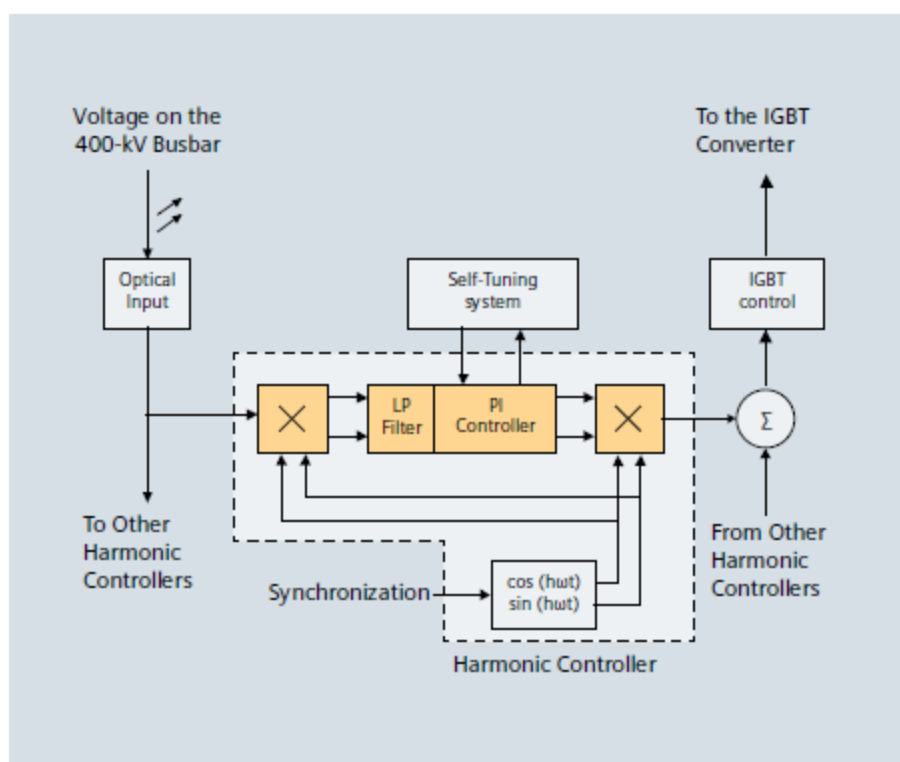 Voltage on the
400-kV Busbar
To the IGBT
Converter
Optical
Input
Self-Tuning
system
IGBT
control
LP
Filter
PI
Controller
Σ
To Other
Harmonic
Controllers
From Other
Harmonic
Controllers
Synchronization
cos (hωt)
sin (hωt)
Harmonic Controller